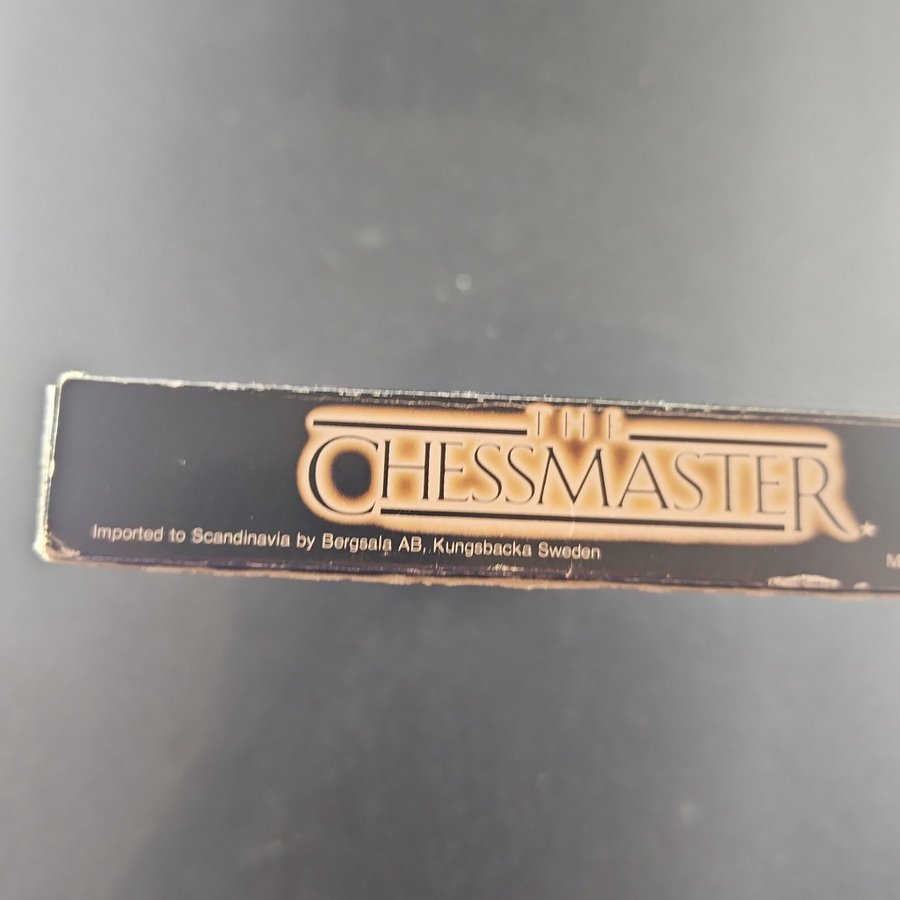 THE
CHESSMASTER
Imported to Scandinavia by Bergsala AB, Kungsbacka Sweden